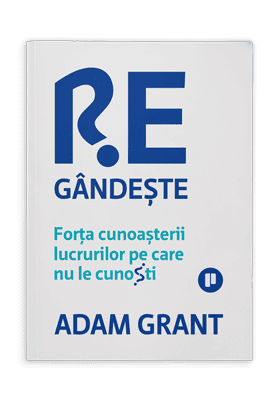 RE
GÂNDEȘTE
Forța cunoașterii
lucrurilor pe care
nu le cunoști
ADAM GRANT